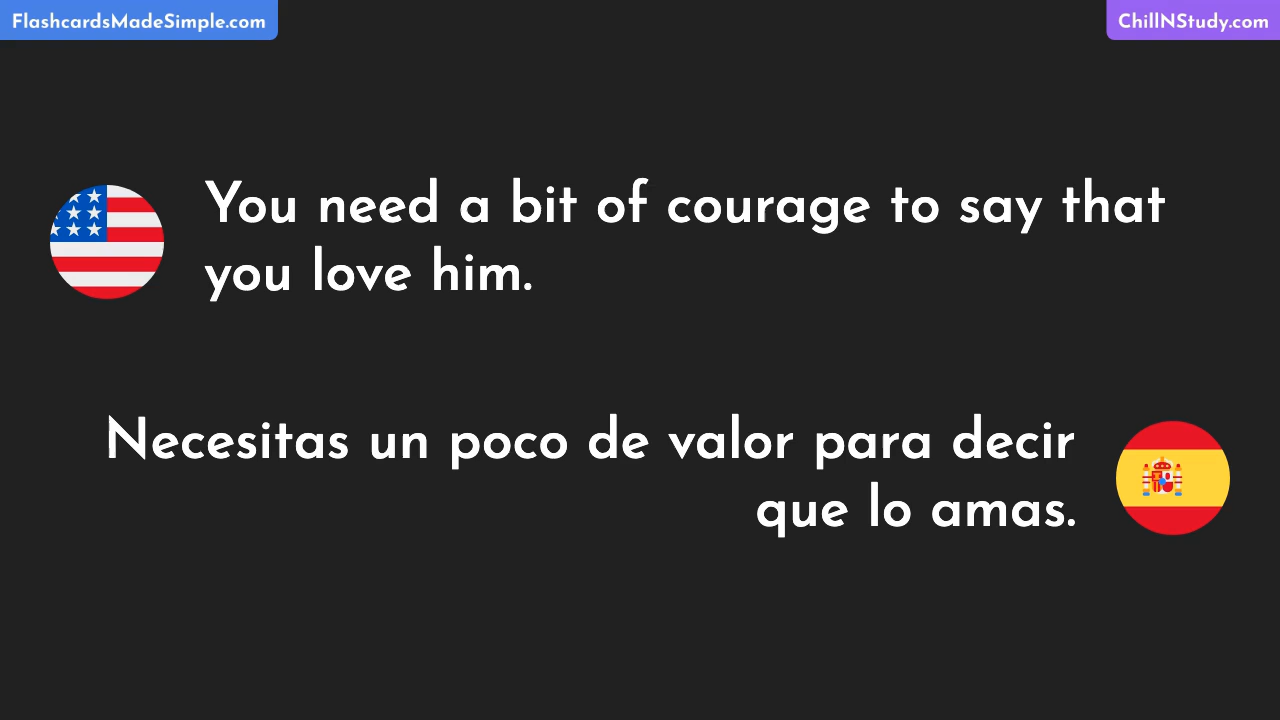 FlashcardsMadeSimple.com
ChillNStudy.com
You need a bit of courage to say that
you love him.
Necesitas un poco de valor para decir
que lo amas.